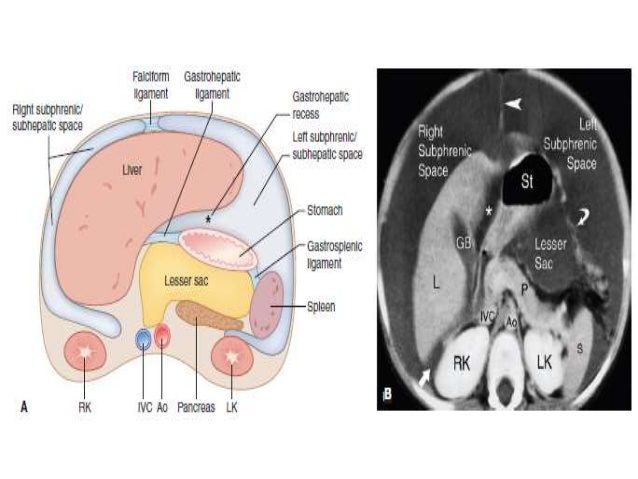 Falciform
ligament
Gastrohepatic
ligament
Gastrohepatic
recess
Right subphrenic/
subhepatic space
Left subphrenic/
subhepatic space
Liver
*
Stomach
Gastrosplenic
ligament
Lesser sac
Spleen
A
RK
IVC
Ao
Pancreas
LK
Right
Subphrenic
Space
Left
Subphrenic
Space
St
*
GB
Lesser
Sac
L
P
IVC
Ao
S
RK
LK
B